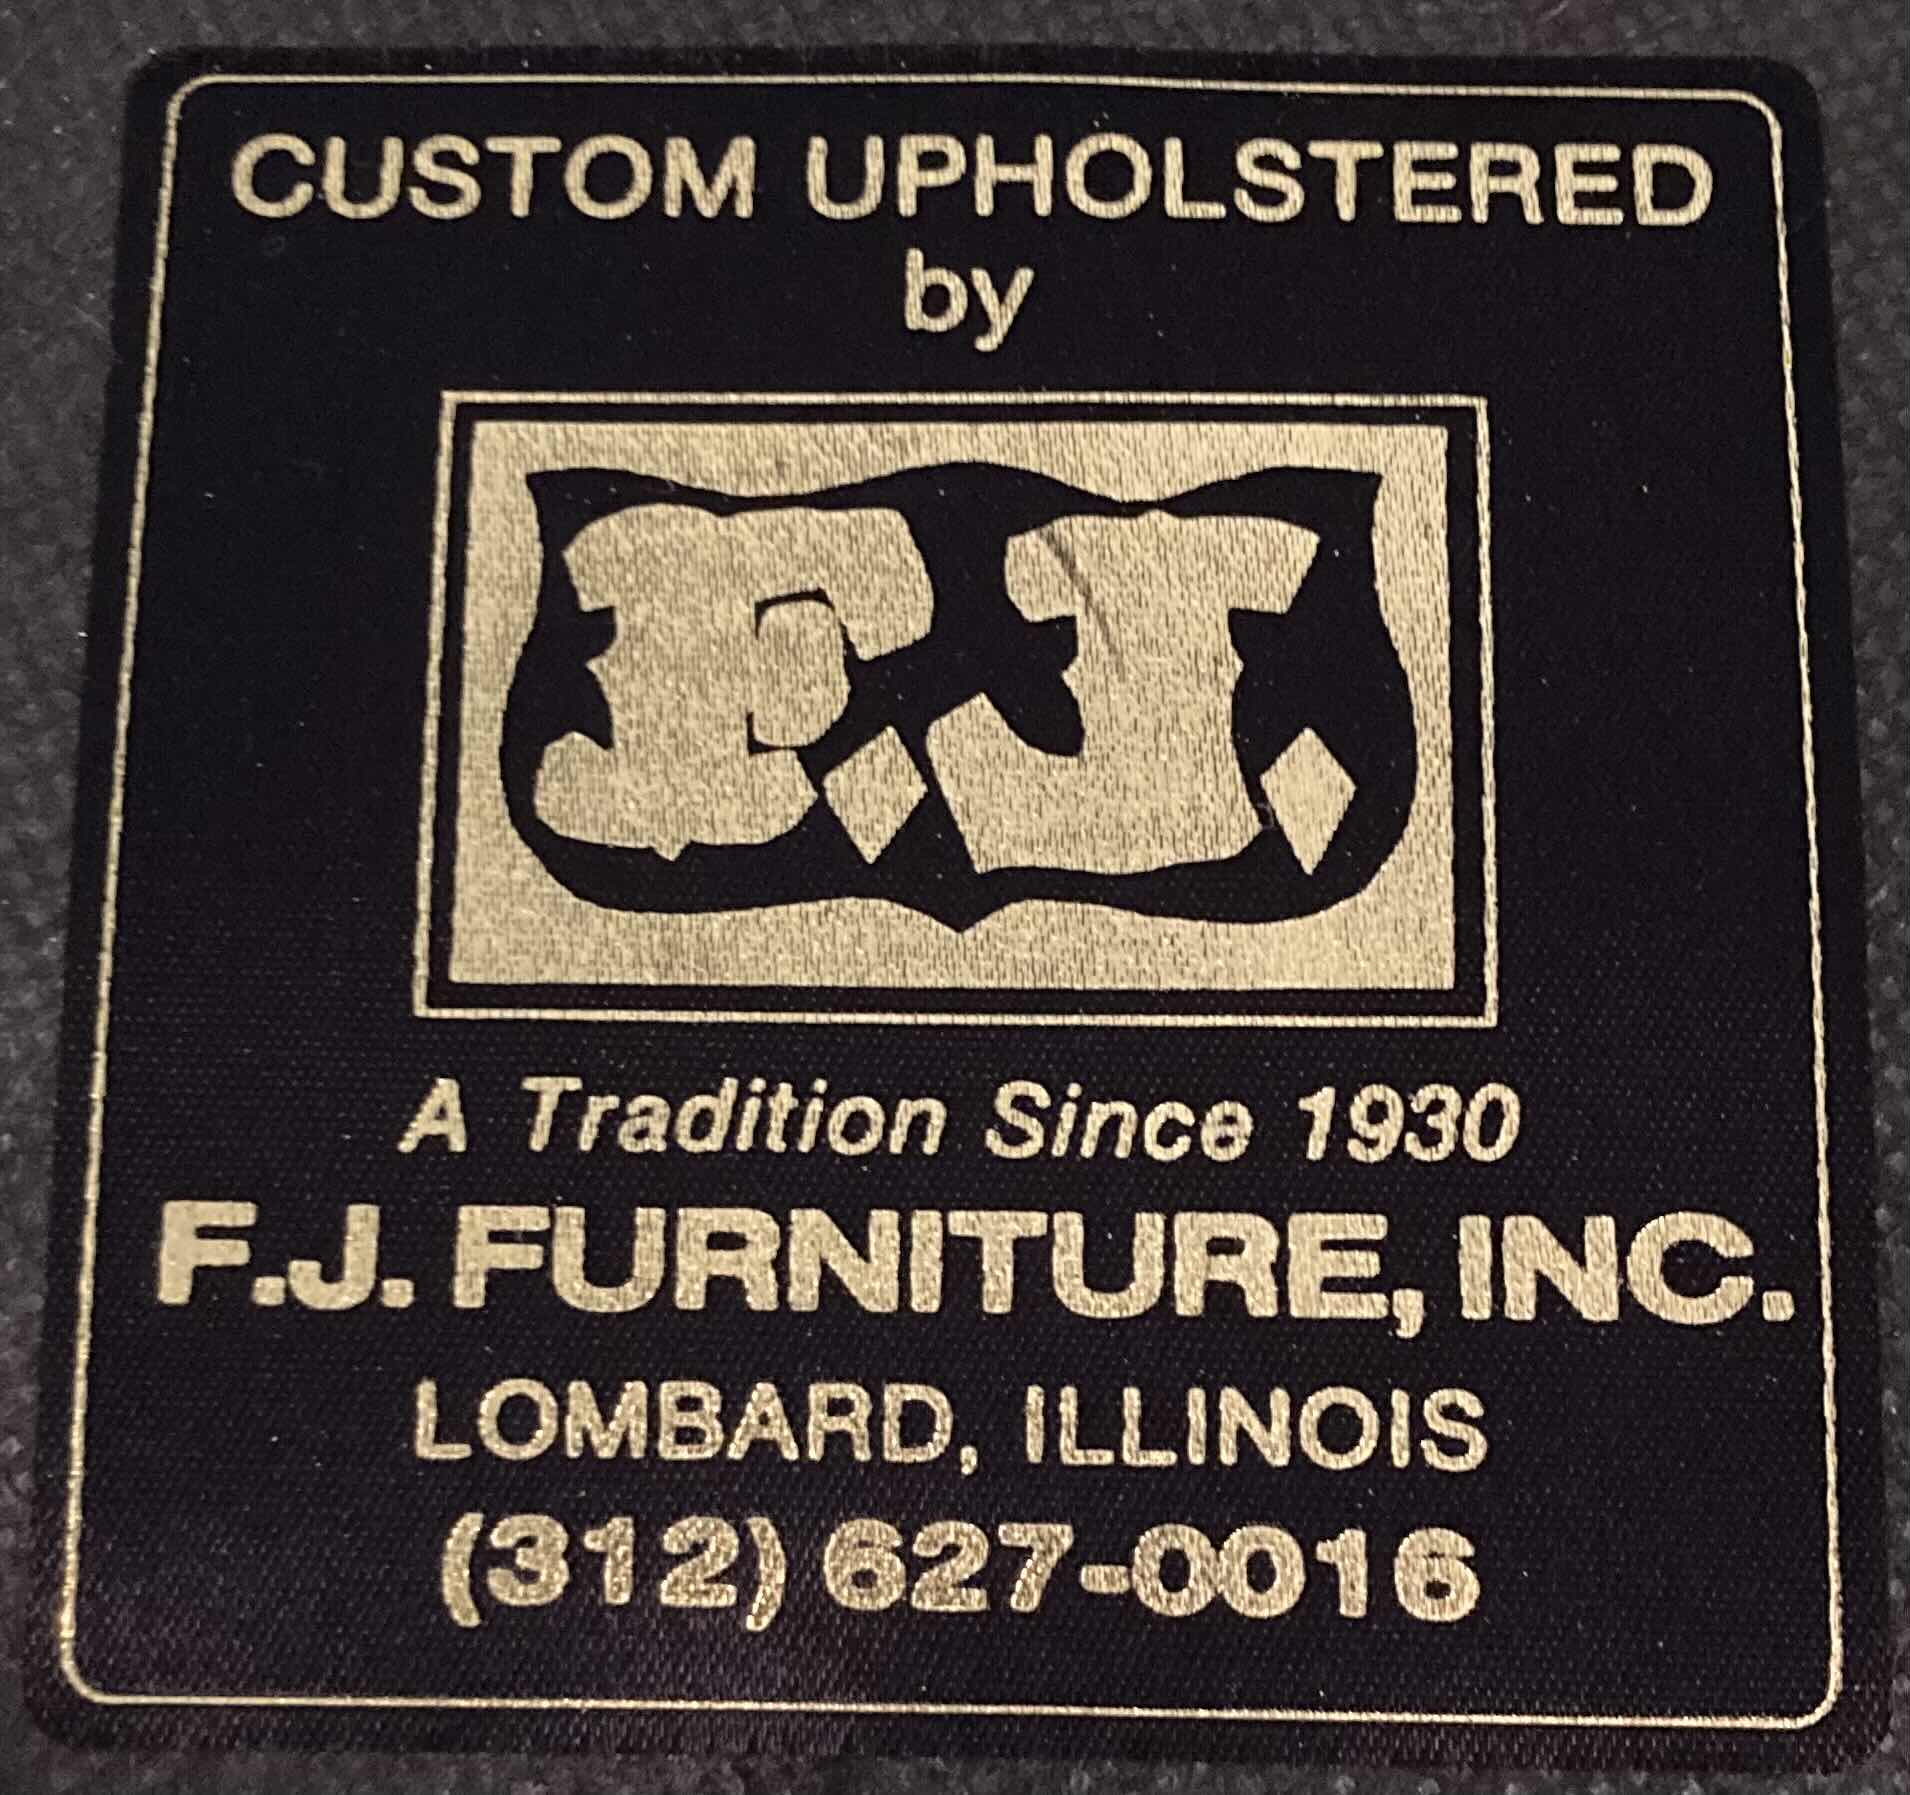 CUSTOM UPHOLSTERED
by
F.J.
A Tradition Since 1930
F.J. FURNITURE, INC.
LOMBARD, ILLINOIS
(312) 627-0016